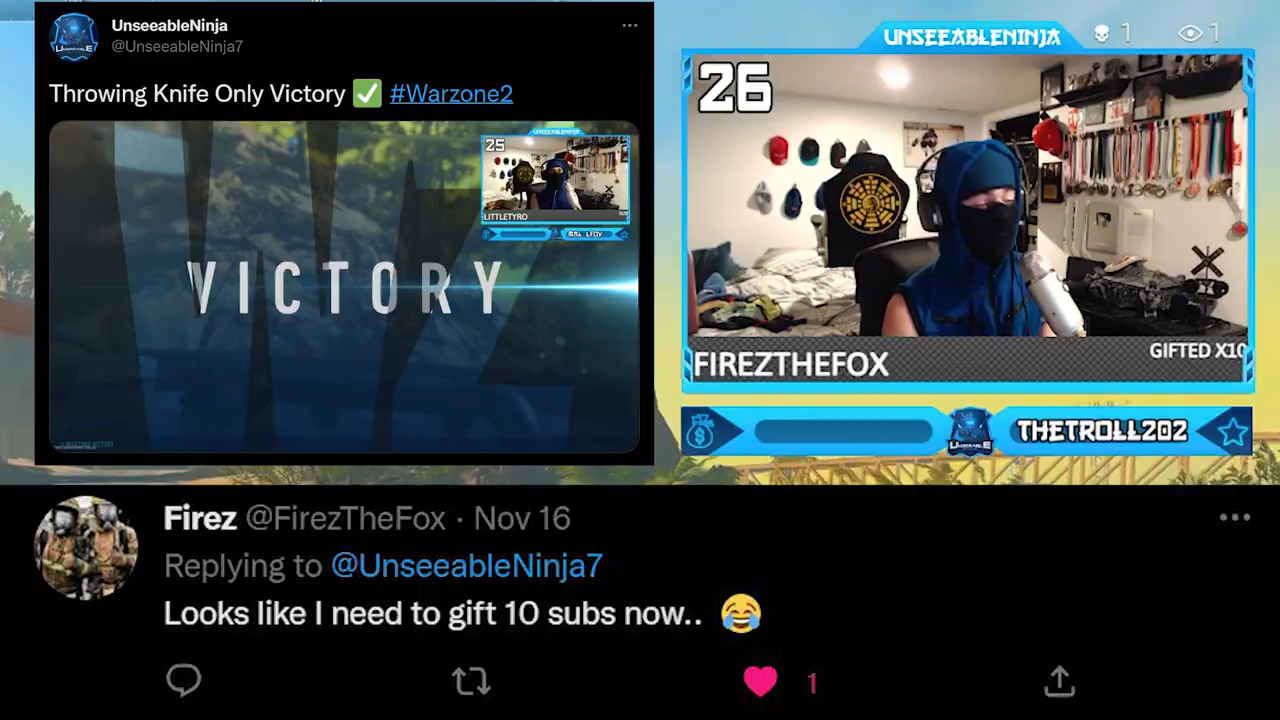 UnseeableNinja
@UnseeableNinja7
Throwing Knife Only Victory ✅ #Warzone2
VICTORY
UNSEEABLENINJA
25
LITTLETYRO
UNSEEABLENINJA
1
1
26
FIREZTHEFOX
GIFTED X10
THETROLL202
Firez @FirezTheFox · Nov 16
Replying to @UnseeableNinja7
Looks like I need to gift 10 subs now.. 😂
1